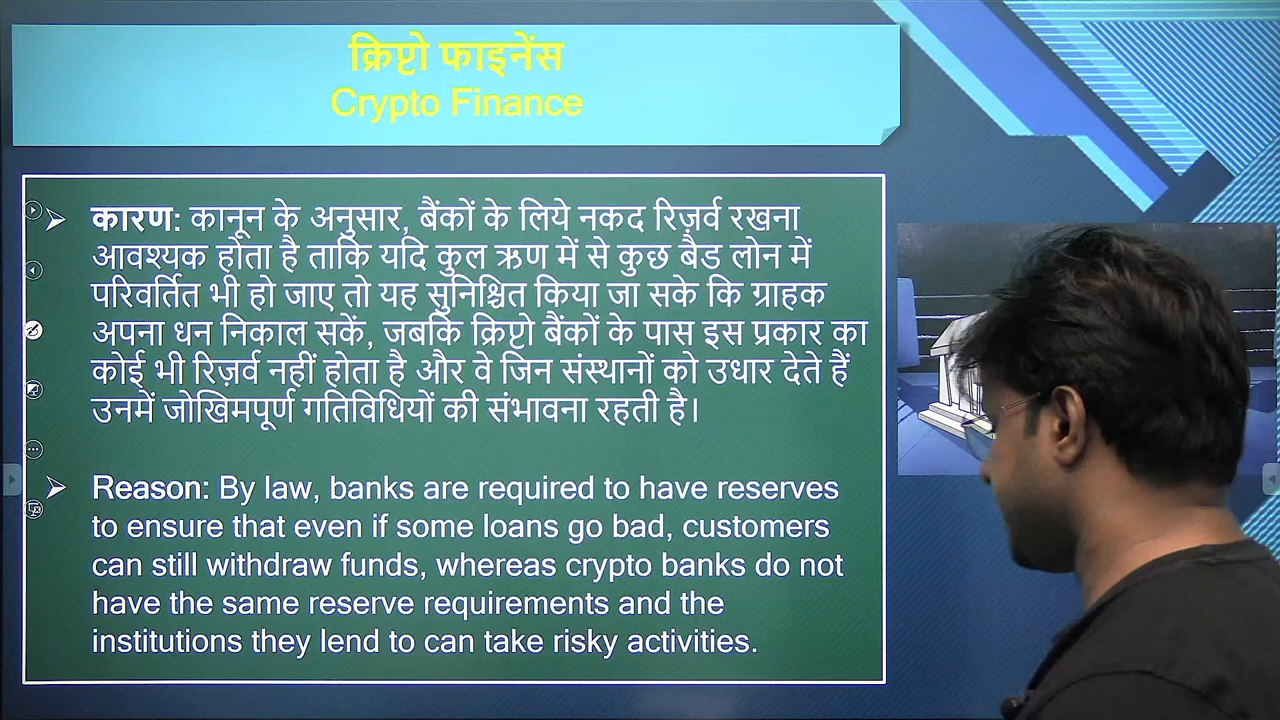 क्रिप्टो फाइनेंस
Crypto Finance
कारण: कानून के अनुसार, बैंकों के लिये नकद रिज़र्व रखना
आवश्यक होता है ताकि यदि कुल ऋण में से कुछ बैड लोन में
परिवर्तित भी हो जाए तो यह सुनिश्चित किया जा सके कि ग्राहक
अपना धन निकाल सकें, जबकि क्रिप्टो बैंकों के पास इस प्रकार का
कोई भी रिज़र्व नहीं होता है और वे जिन संस्थानों को उधार देते हैं
उनमें जोखिमपूर्ण गतिविधियों की संभावना रहती है।
Reason: By law, banks are required to have reserves
to ensure that even if some loans go bad, customers
can still withdraw funds, whereas crypto banks do not
have the same reserve requirements and the
institutions they lend to can take risky activities.